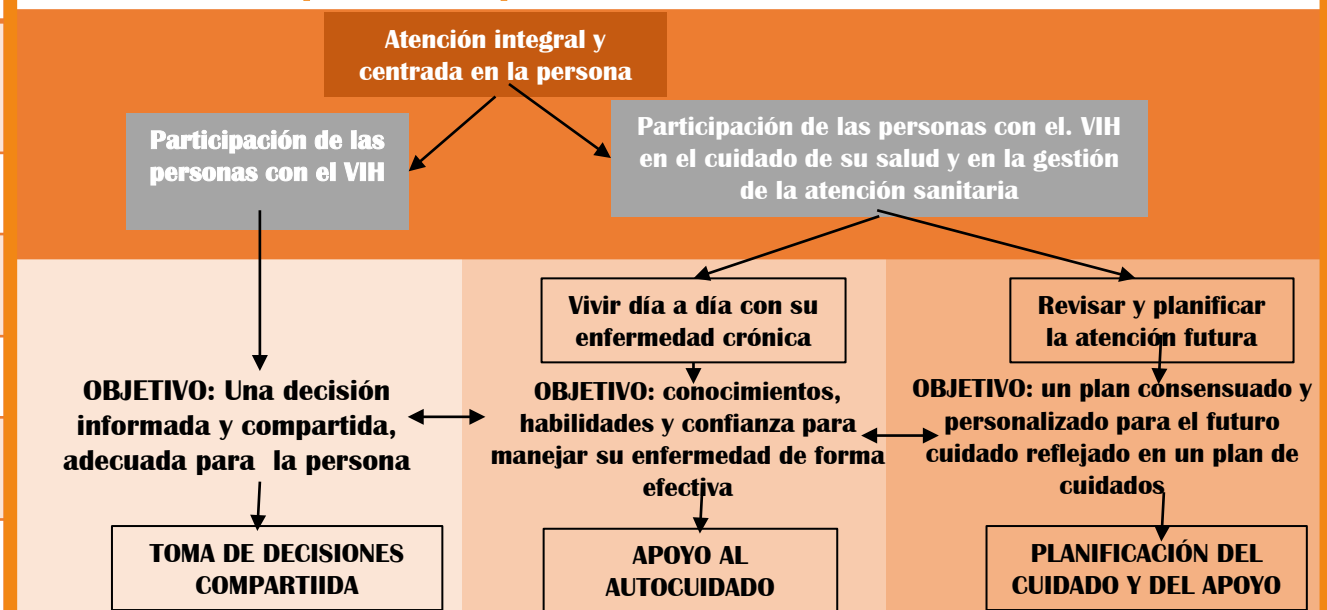 Atención integral y
centrada en la persona
Participación de las
personas con el VIH
Participación de las personas con el. VIH
en el cuidado de su salud y en la gestión
de la atención sanitaria
Vivir día a día con su
enfermedad crónica
Revisar y planificar
la atención futura
OBJETIVO: Una decisión
informada y compartida,
adecuada para la persona
OBJETIVO: conocimientos,
habilidades y confianza para
manejar su enfermedad de forma
efectiva
OBJETIVO: un plan consensuado y
personalizado para el futuro
cuidado reflejado en un plan de
cuidados
TOMA DE DECISIONES
COMPARTIIDA
APOYO AL
AUTOCUIDADO
PLANIFICACIÓN DEL
CUIDADO Y DEL APOYO